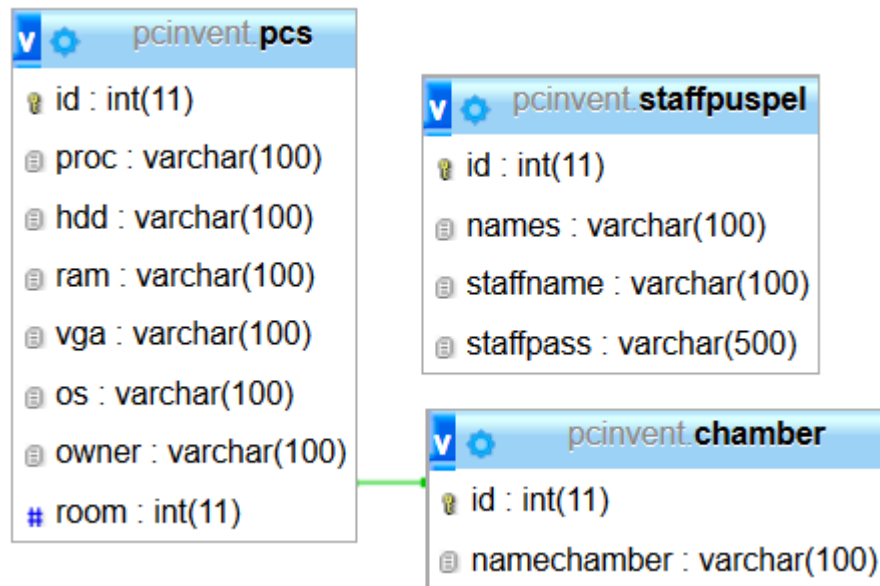 v pcinvent.pcs
id : int(11)
proc : varchar(100)
hdd : varchar(100)
ram : varchar(100)
vga : varchar(100)
os : varchar(100)
owner : varchar(100)
# room : int(11)
v pcinvent.staffpuspel
id : int(11)
names : varchar(100)
staffname : varchar(100)
staffpass : varchar(500)
v pcinvent.chamber
id : int(11)
namechamber : varchar(100)